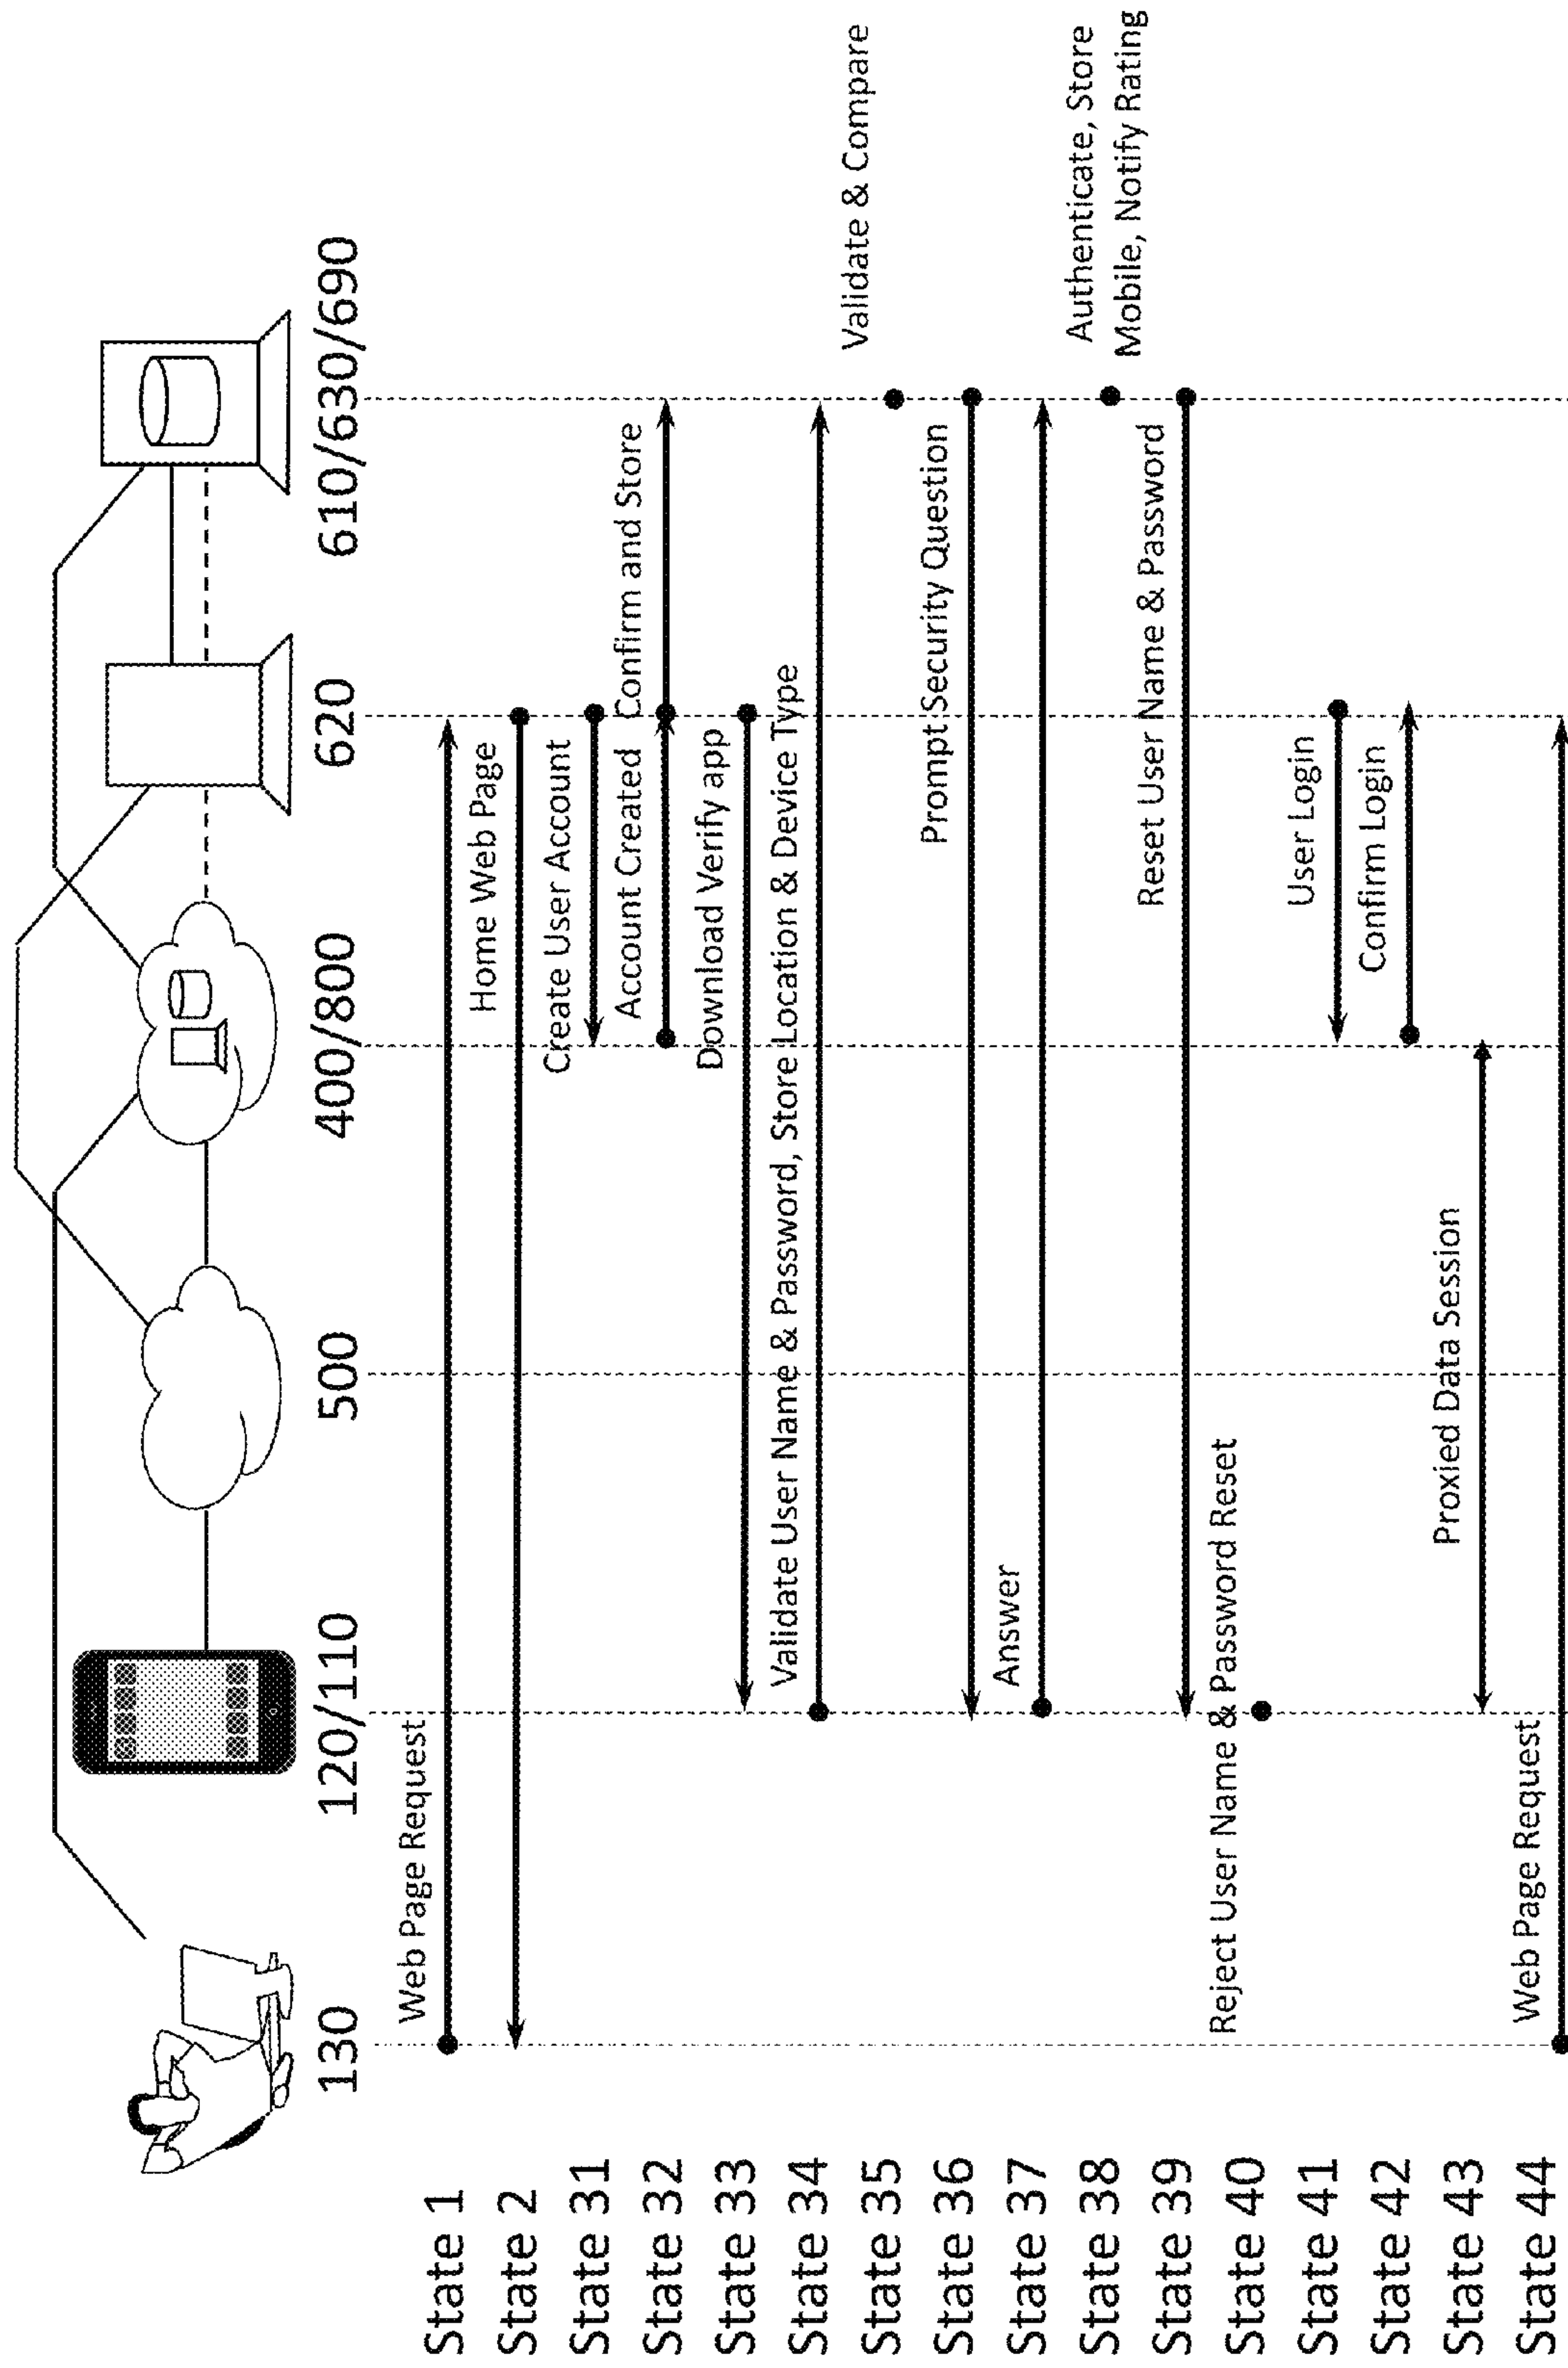 130
120/110
500
400/800
620
610/630/690
State 1
Web Page Request
State 2
Home Web Page
State 31
Create User Account
State 32
Account Created
Confirm and Store
State 33
Download Verify app
State 34
Validate User Name & Password, Store Location & Device Type
State 35
Validate & Compare
State 36
Prompt Security Question
State 37
Answer
State 38
Authenticate, Store
Mobile, Notify Rating
State 39
Reset User Name & Password
State 40
Reject User Name & Password Reset
State 41
User Login
State 42
Confirm Login
State 43
Proxied Data Session
State 44
Web Page Request